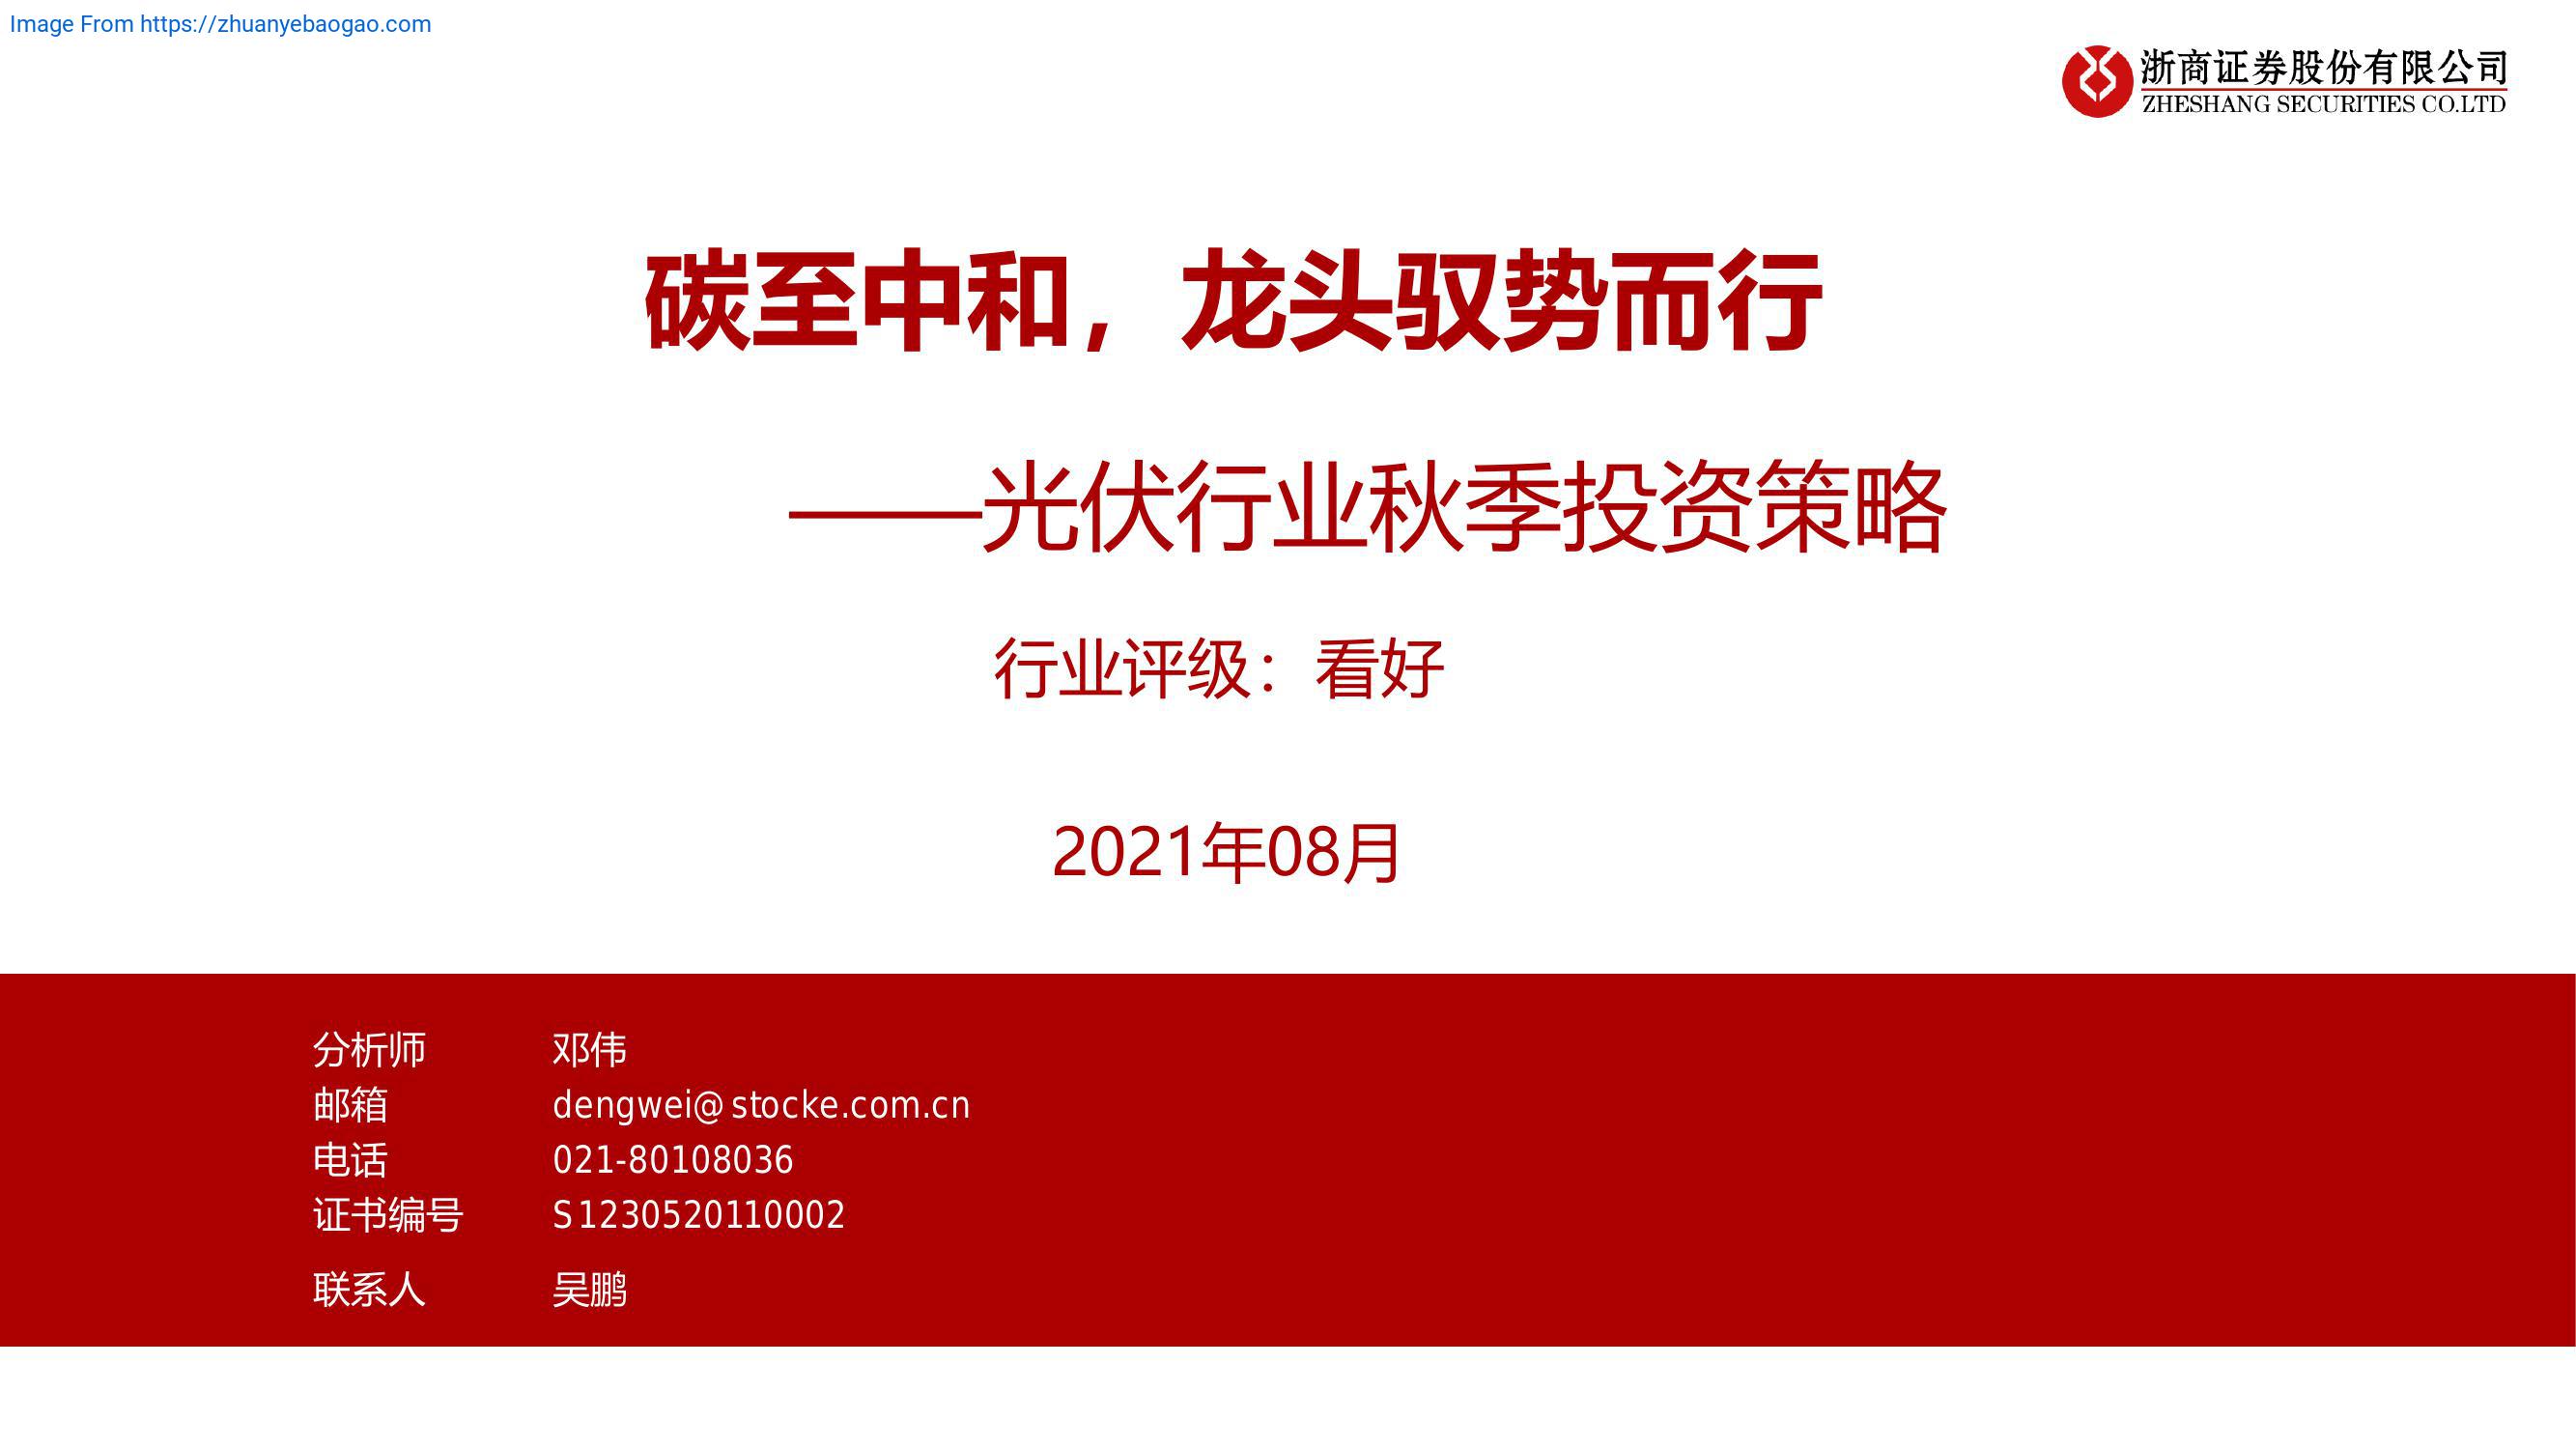 Image From https://zhuanyebaogao.com
浙商证券股份有限公司
ZHESHANG SECURITIES CO.LTD
碳至中和，龙头驭势而行
——光伏行业秋季投资策略
行业评级：看好
2021年08月
分析师 邓伟
邮箱 dengwei@stocke.com.cn
电话 021-80108036
证书编号 S1230520110002
联系人 吴鹏